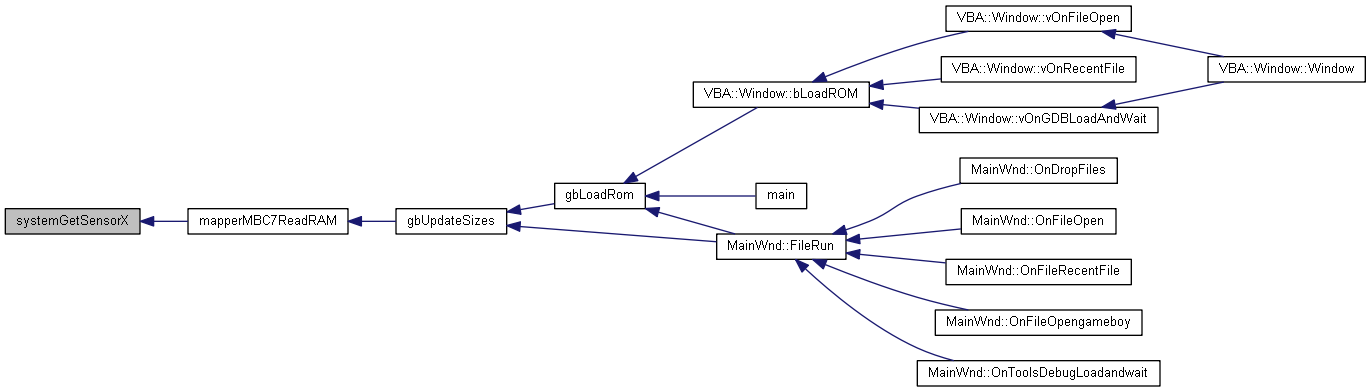 systemGetSensorX
mapperMBC7ReadRAM
gbUpdateSizes
gbLoadRom
VBA::Window::bLoadROM
VBA::Window::vOnFileOpen
VBA::Window::Window
VBA::Window::vOnRecentFile
VBA::Window::vOnGDBLoadAndWait
main
MainWnd::FileRun
MainWnd::OnDropFiles
MainWnd::OnFileOpen
MainWnd::OnFileRecentFile
MainWnd::OnFileOpengameboy
MainWnd::OnToolsDebugLoadandwait